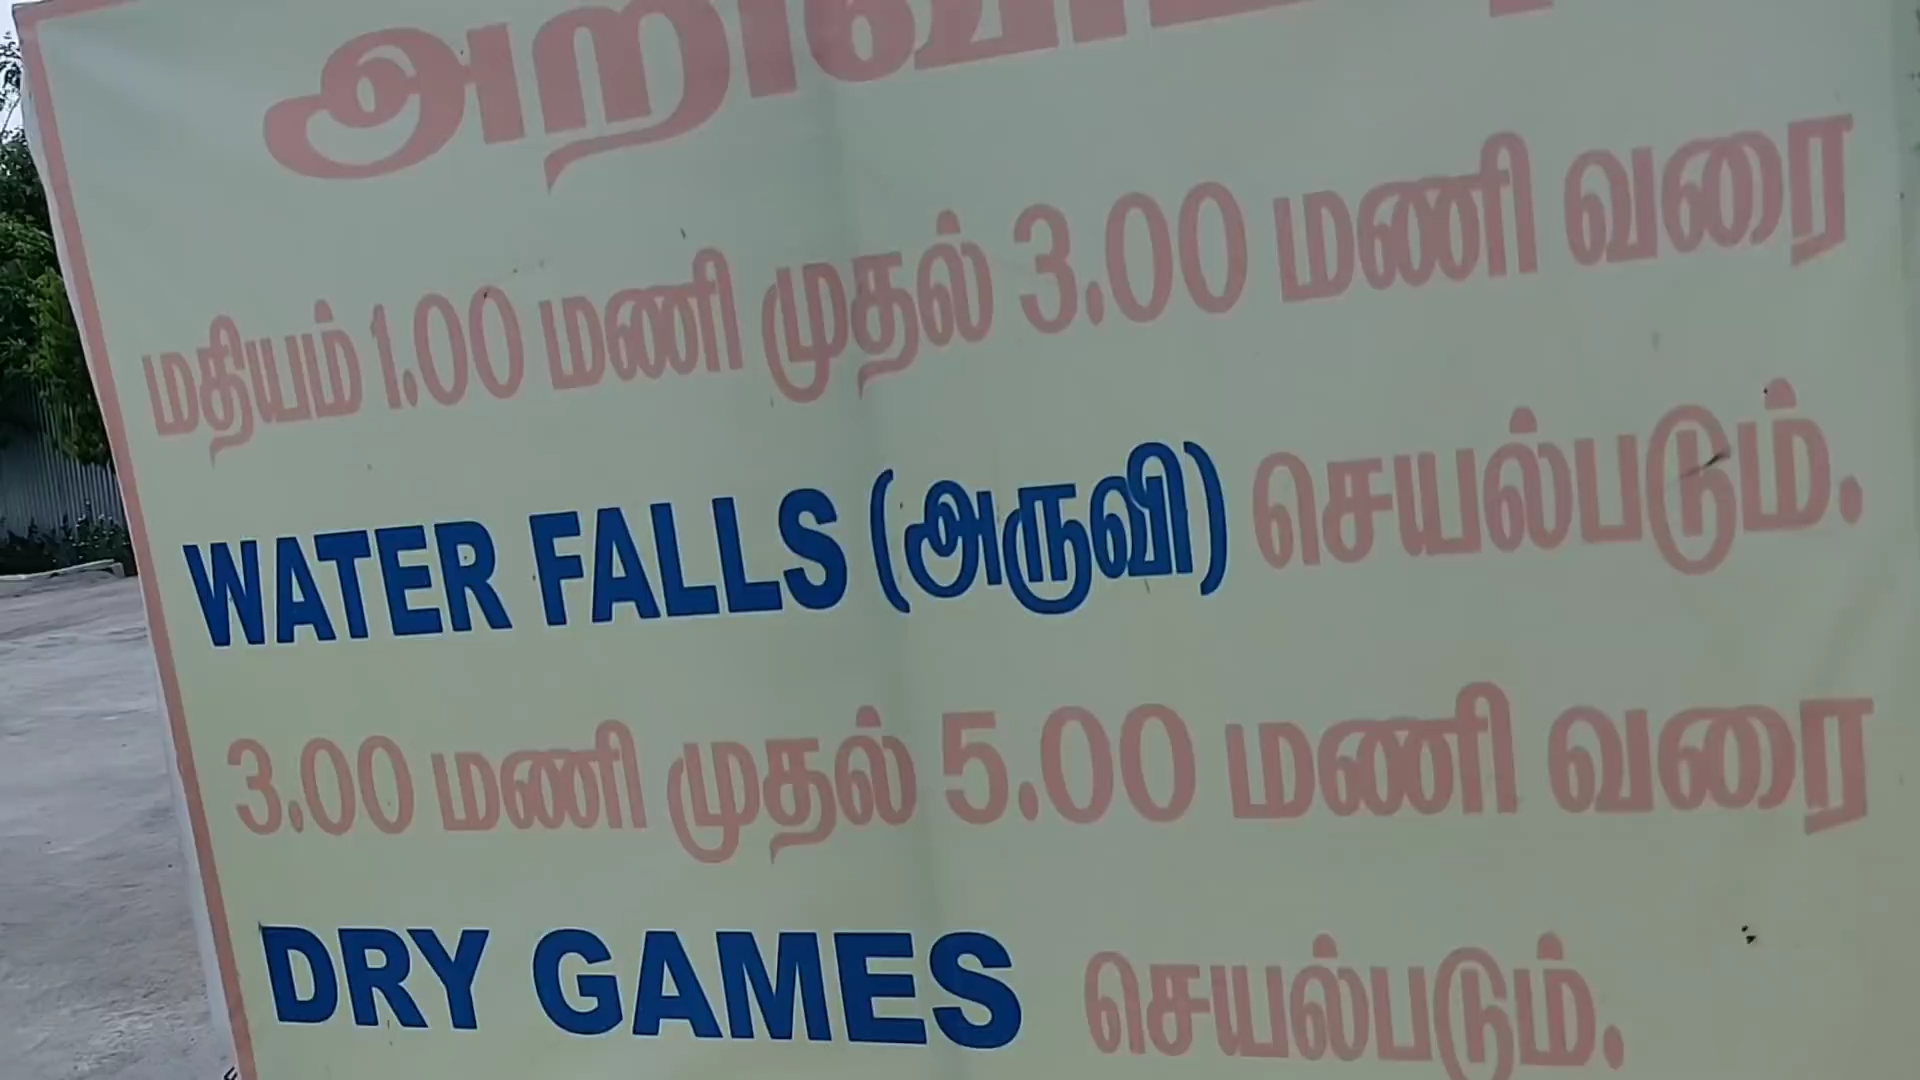 மதியம் 1.00 மணி முதல் 3.00 மணி வரை
WATER FALLS (அருவி) செயல்படும்.
3.00 மணி முதல் 5.00 மணி வரை
DRY GAMES செயல்படும்.